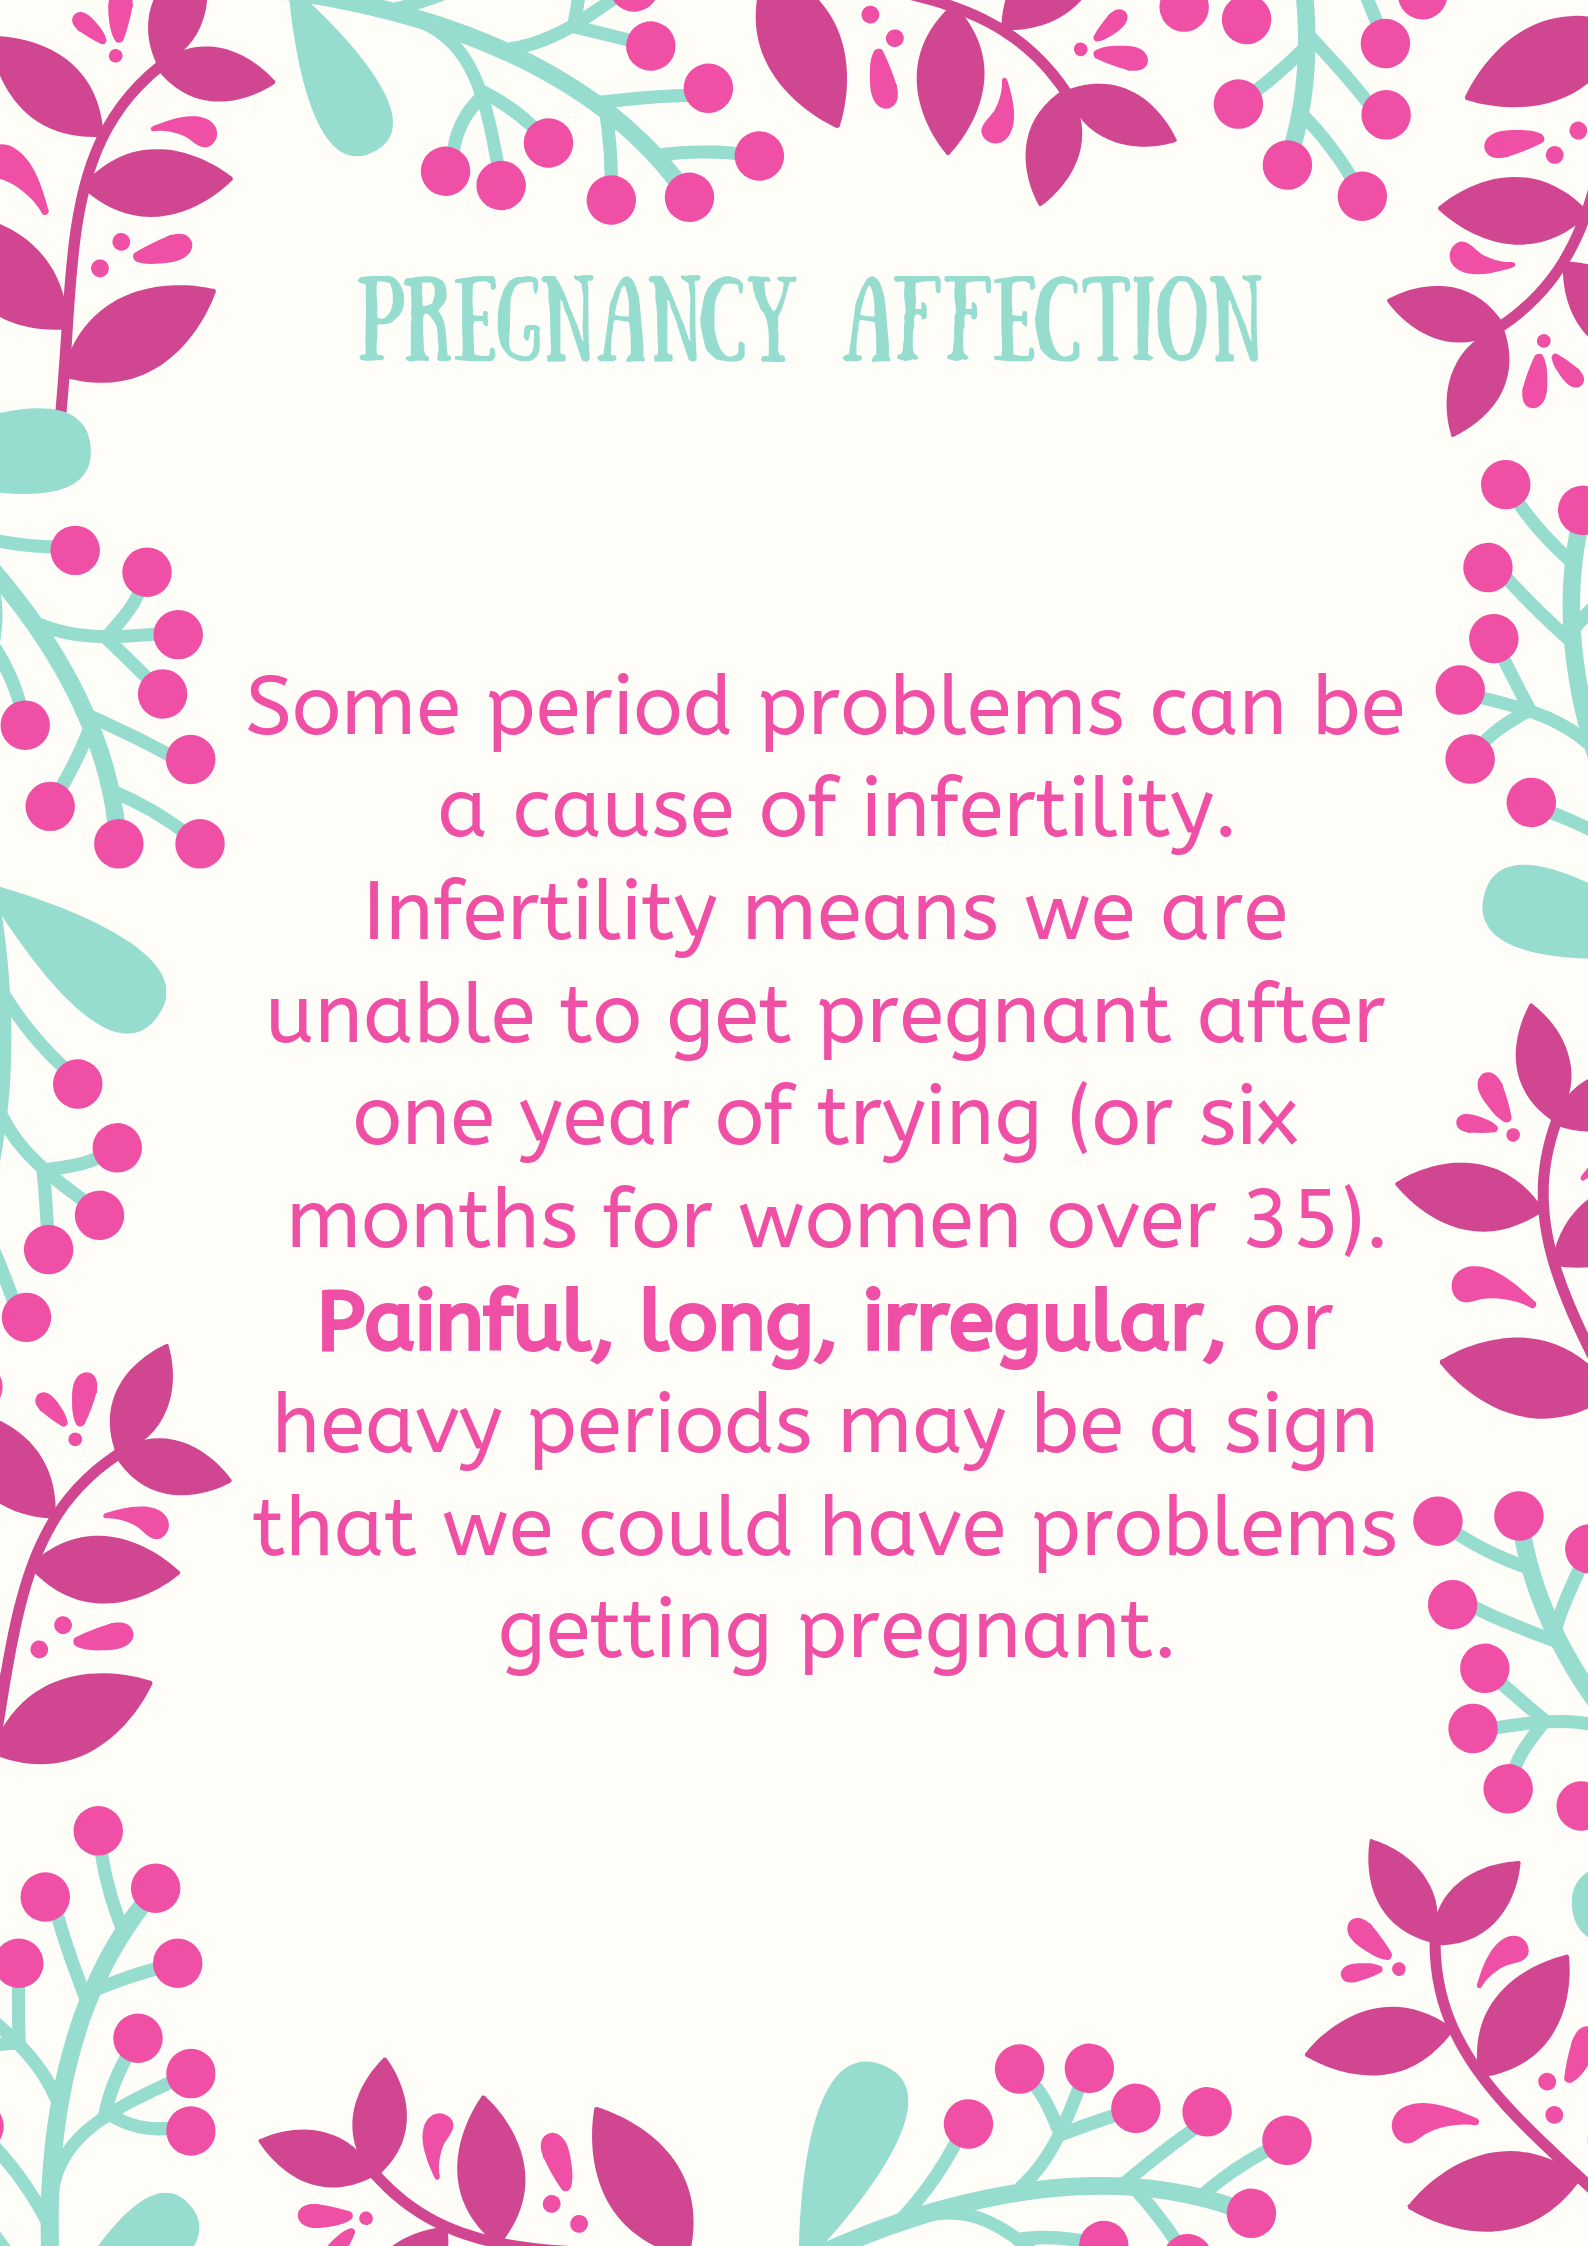 PREGNANCY AFFECTION
Some period problems can be
a cause of infertility.
Infertility means we are
unable to get pregnant after
one year of trying (or six
months for women over 35).
Painful, long, irregular, or
heavy periods may be a sign
that we could have problems
getting pregnant.